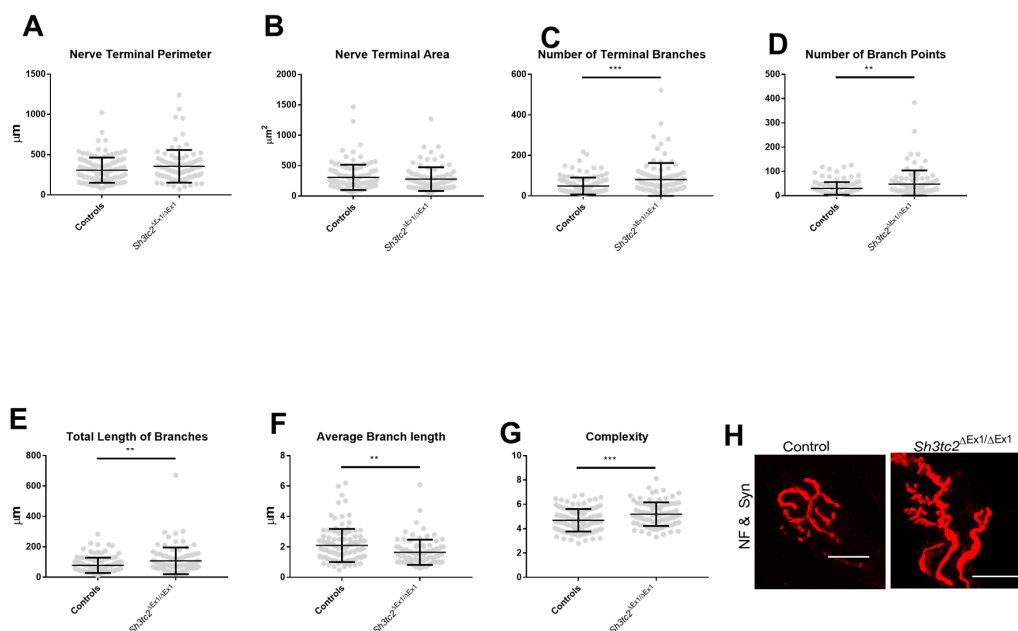 A
Nerve Terminal Perimeter
1500
1000
500
0
μm
Controls
Sh3tc2ΔEx1/ΔEx1
B
Nerve Terminal Area
2000
1500
1000
500
0
μm2
Controls
Sh3tc2ΔEx1/ΔEx1
C
Number of Terminal Branches
***
600
400
200
0
Controls
Sh3tc2ΔEx1/ΔEx1
D
Number of Branch Points
**
500
400
300
200
100
0
Controls
Sh3tc2ΔEx1/ΔEx1
E
Total Length of Branches
**
800
600
400
200
0
μm
Controls
Sh3tc2ΔEx1/ΔEx1
F
Average Branch length
**
8
6
4
2
0
μm
Controls
Sh3tc2ΔEx1/ΔEx1
G
Complexity
***
10
8
6
4
2
0
Controls
Sh3tc2ΔEx1/ΔEx1
H
Control
Sh3tc2ΔEx1/ΔEx1
NF & Syn